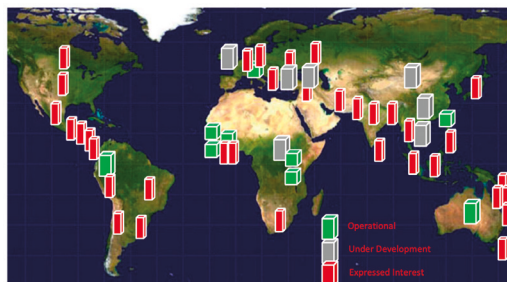 Operational
Under Development
Expressed Interest